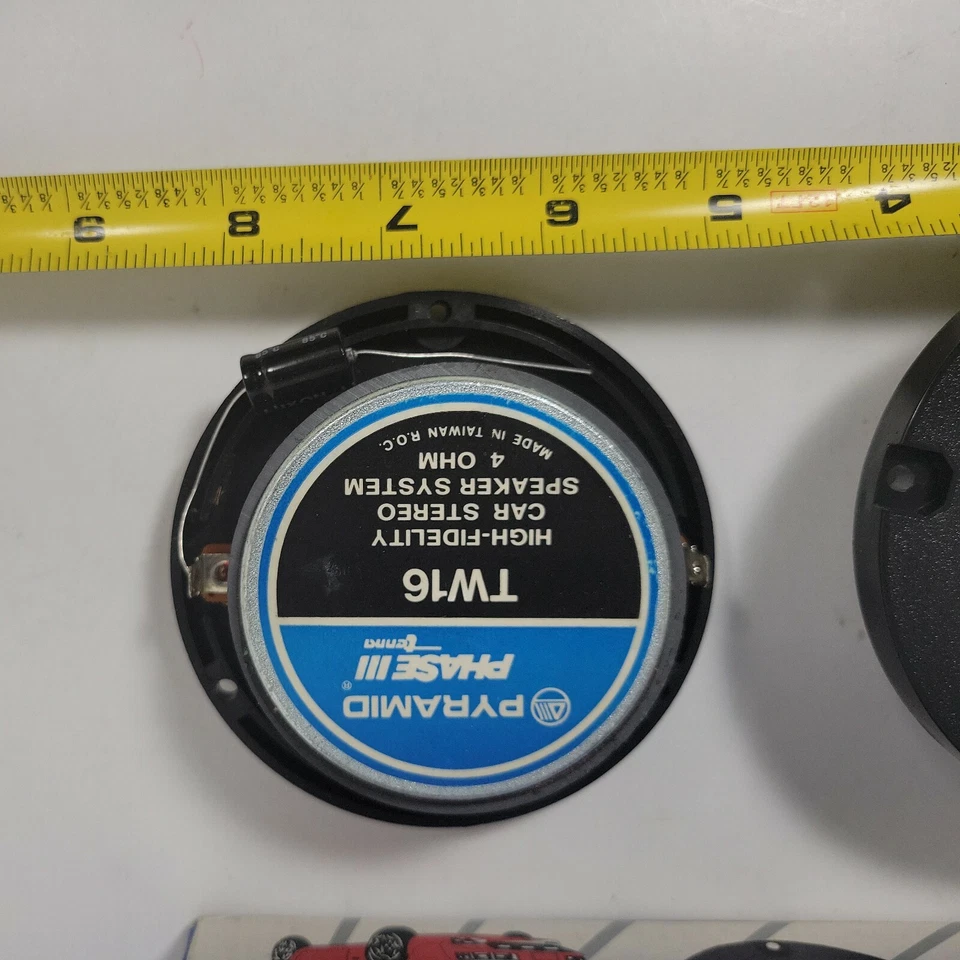 9 8 7 6 5 4
PYRAMID®
PHASE III
TW16
HIGH-FIDELITY
CAR STEREO
SPEAKER SYSTEM
4 OHM
MADE IN TAIWAN R.O.C.
85°C